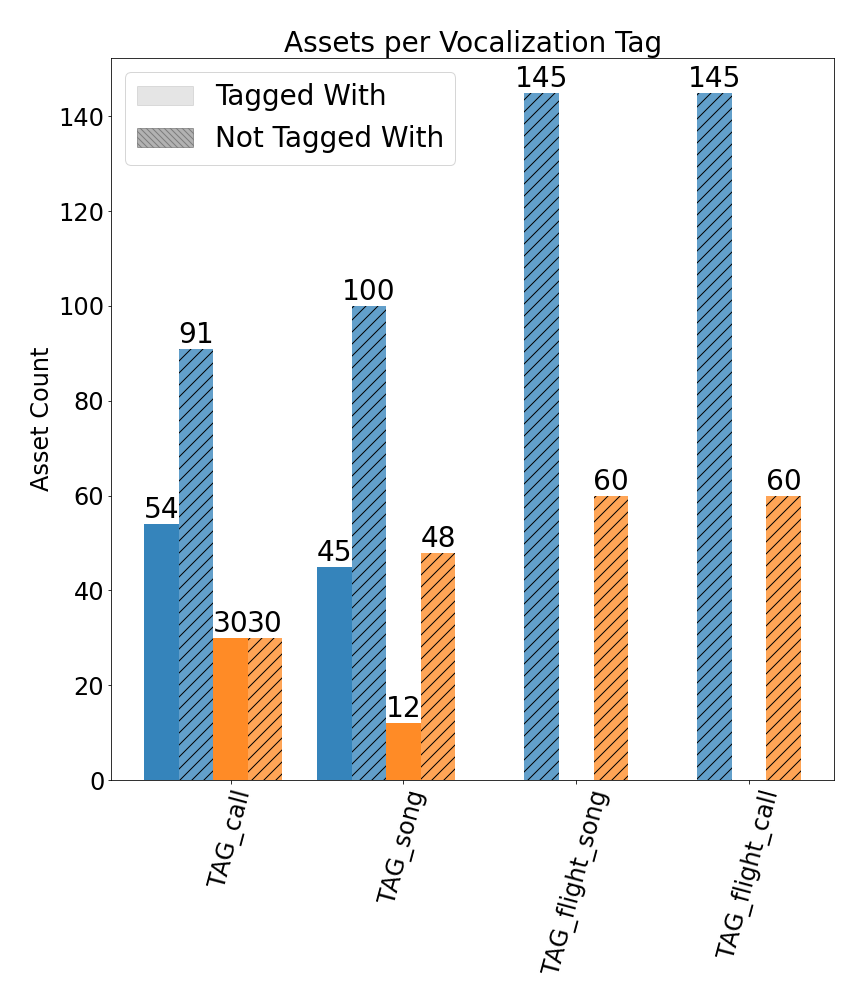 Assets per Vocalization Tag
Tagged With
Not Tagged With
Asset Count
140
120
100
80
60
40
20
0
54
91
30
30
45
100
12
48
145
60
145
60
TAG_call
TAG_song
TAG_flight_song
TAG_flight_call